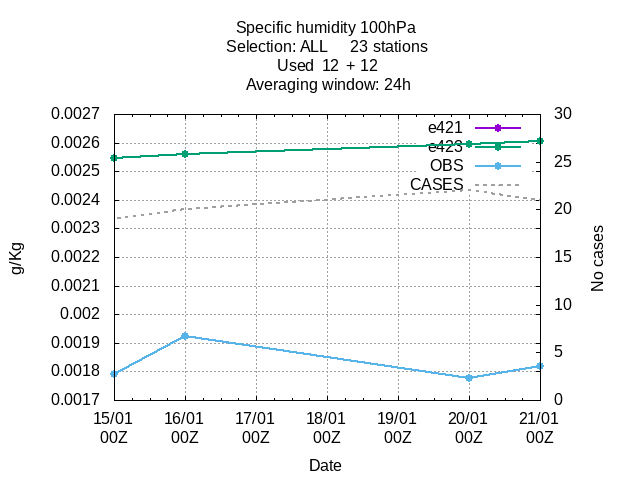 Specific humidity 100hPa
Selection: ALL 23 stations
Used 12 + 12
Averaging window: 24h
0.0027
0.0026
0.0025
0.0024
0.0023
0.0022
0.0021
0.002
0.0019
0.0018
0.0017
g/Kg
e421
e423
OBS
CASES
30
25
20
15
10
5
0
No cases
15/01 16/01 17/01 18/01 19/01 20/01 21/01
00Z 00Z 00Z 00Z 00Z 00Z 00Z
Date